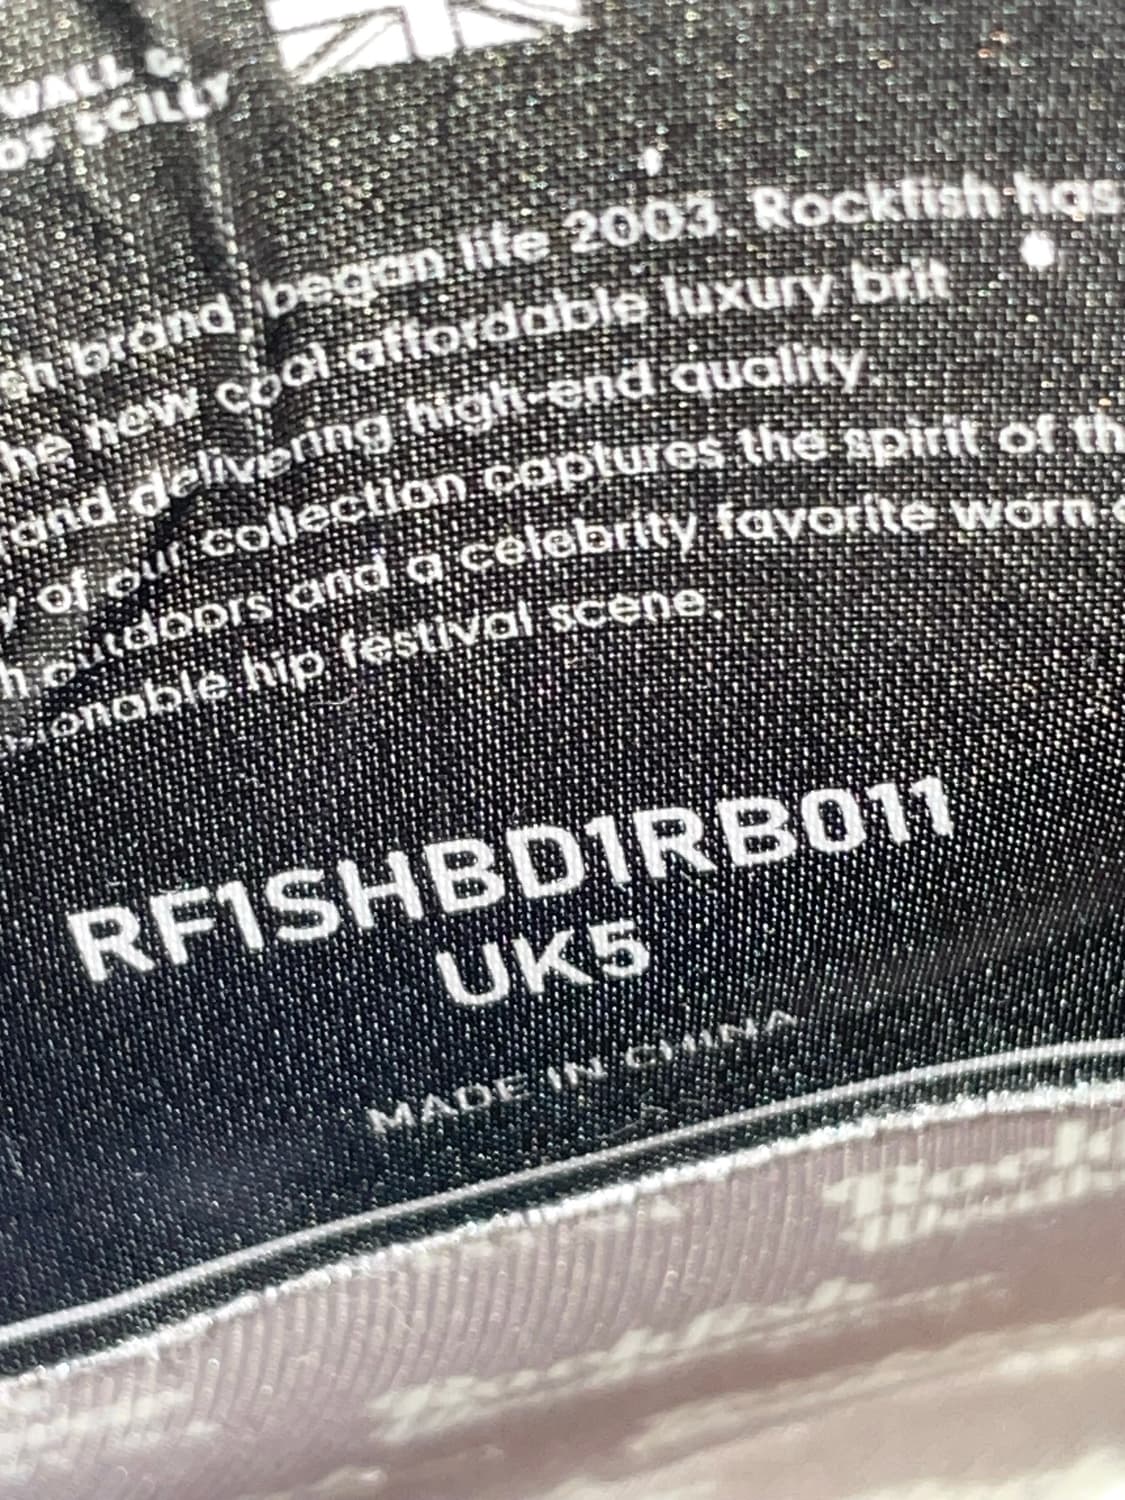 WALL &
OF SCILLY
brand, began life 2003. Rockfish has
new cool affordable luxury brit
and delivering high-end quality.
of our collection captures the spirit of
outdoors and a celebrity favorite worn
hip festival scene.
RF1SHBD1RB011
UK5
MADE IN CHINA
Rockfish